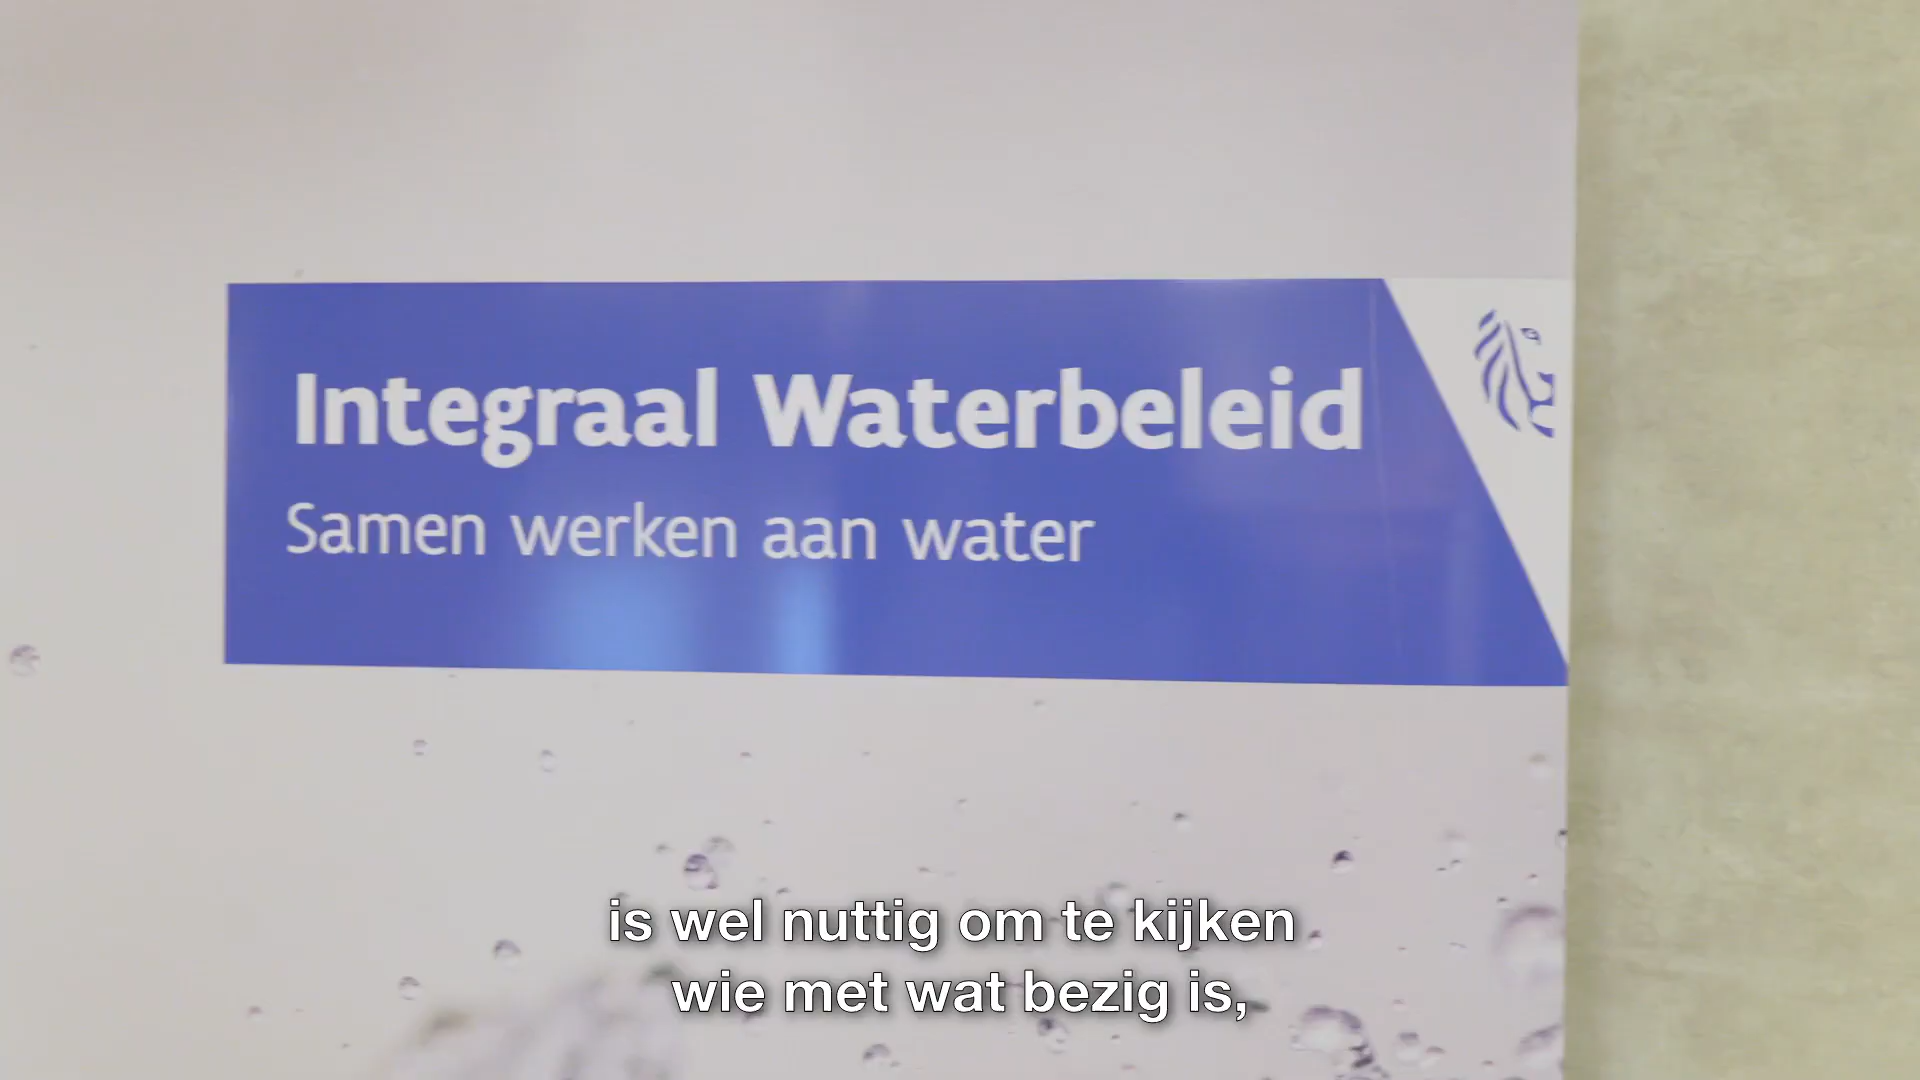 Integraal Waterbeleid
Samen werken aan water
is wel nuttig om te kijken
wie met wat bezig is,